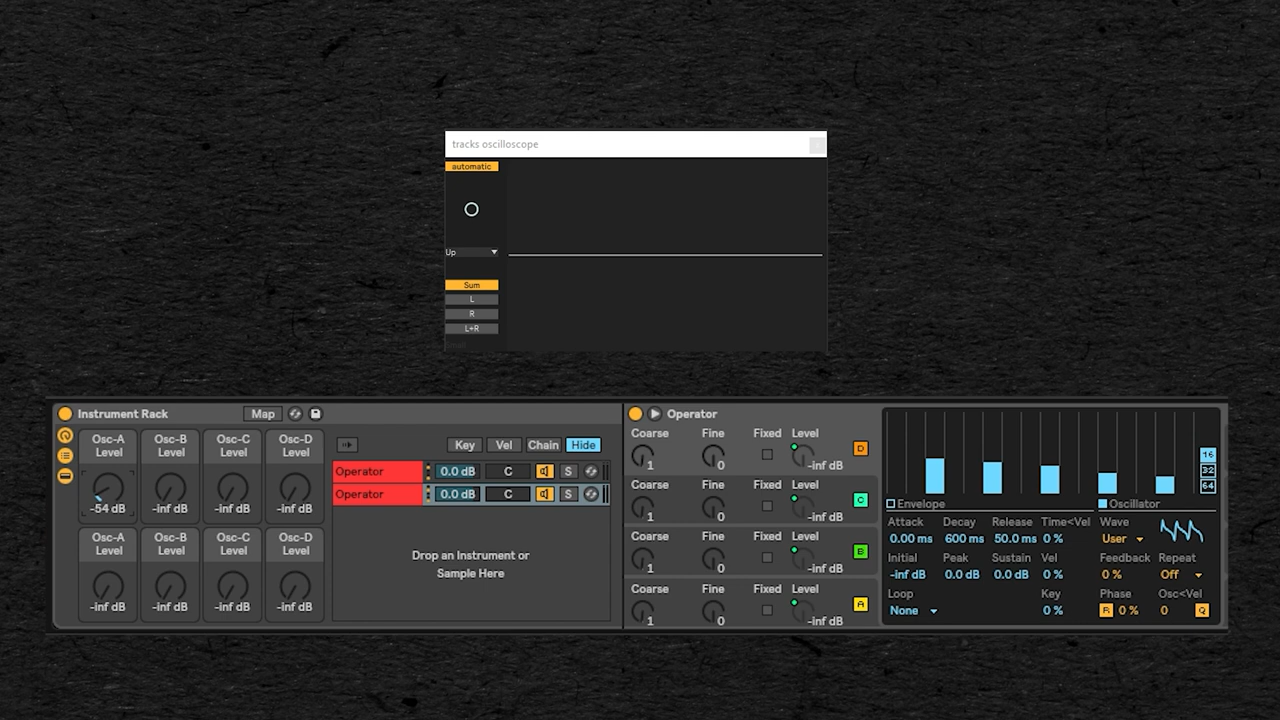 tracks oscilloscope
automatic
Up
Sum
L
R
L+R
Instrument Rack Map
Osc-A Level Osc-B Level Osc-C Level Osc-D Level
-54 dB -inf dB -inf dB -inf dB
Osc-A Level Osc-B Level Osc-C Level Osc-D Level
-inf dB -inf dB -inf dB -inf dB
Key Vel Chain Hide
Operator 0.0 dB C S
Operator 0.0 dB C S
Drop an Instrument or
Sample Here
Operator
Coarse Fine Fixed Level D
1 0 -inf dB
Coarse Fine Fixed Level C
1 0 -inf dB
Coarse Fine Fixed Level B
1 0 -inf dB
Coarse Fine Fixed Level A
1 0 -inf dB
16
32
64
Envelope Oscillator
Attack Decay Release Time<Vel Wave
0.00 ms 600 ms 50.0 ms 0 % User
Initial Peak Sustain Vel Feedback Repeat
-inf dB 0.0 dB 0.0 dB 0 % 0 % Off
Loop Key Phase Osc<Vel
None 0 % R 0 % 0 Q